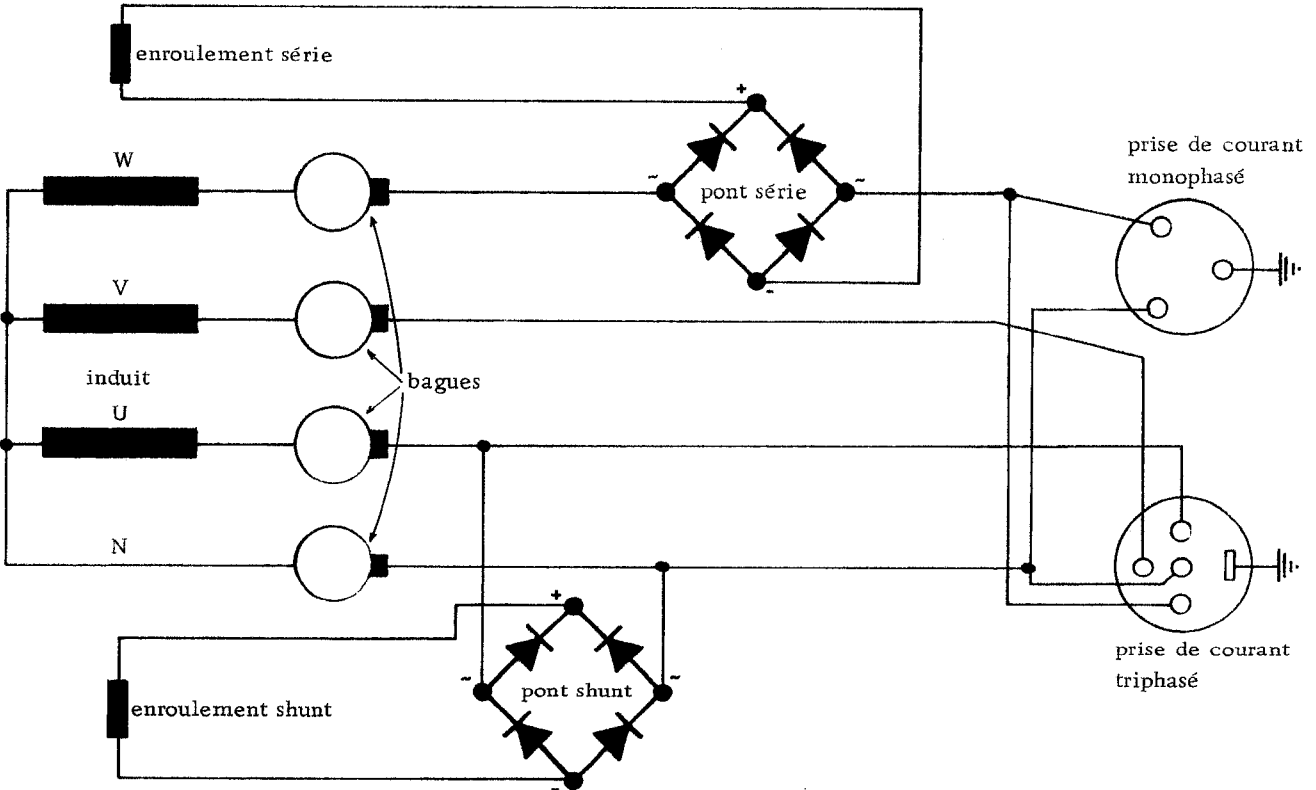 enroulement série
+
W
~
pont série
~
prise de courant
monophasé
-
V
induit
bagues
U
N
+
~
pont shunt
~
enroulement shunt
-
prise de courant
triphasé